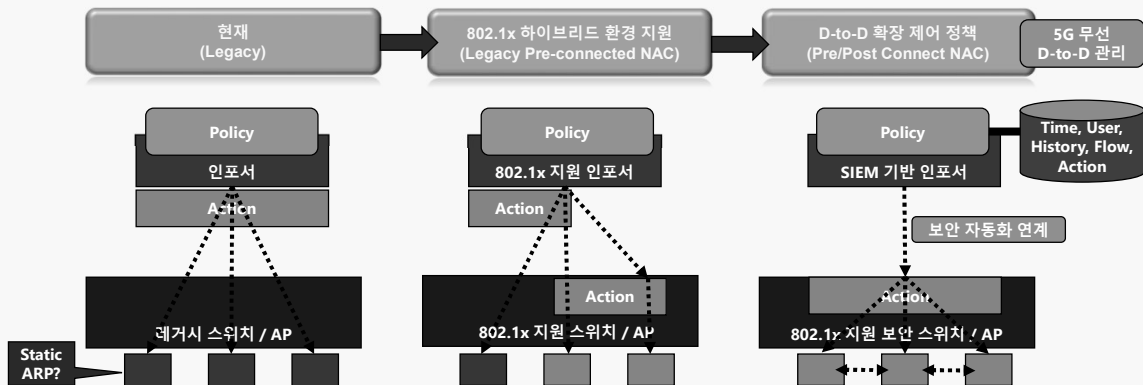 현재
(Legacy)
802.1x 하이브리드 환경 지원
(Legacy Pre-connected NAC)
D-to-D 확장 제어 정책
(Pre/Post Connect NAC)
5G 무선
D-to-D 관리
Policy
인포서
Action
레거시 스위치 / AP
Static
ARP?
Policy
802.1x 지원 인포서
Action
Action
802.1x 지원 스위치 / AP
Policy
SIEM 기반 인포서
Time, User,
History, Flow,
Action
보안 자동화 연계
Action
802.1x 지원 보안 스위치 / AP